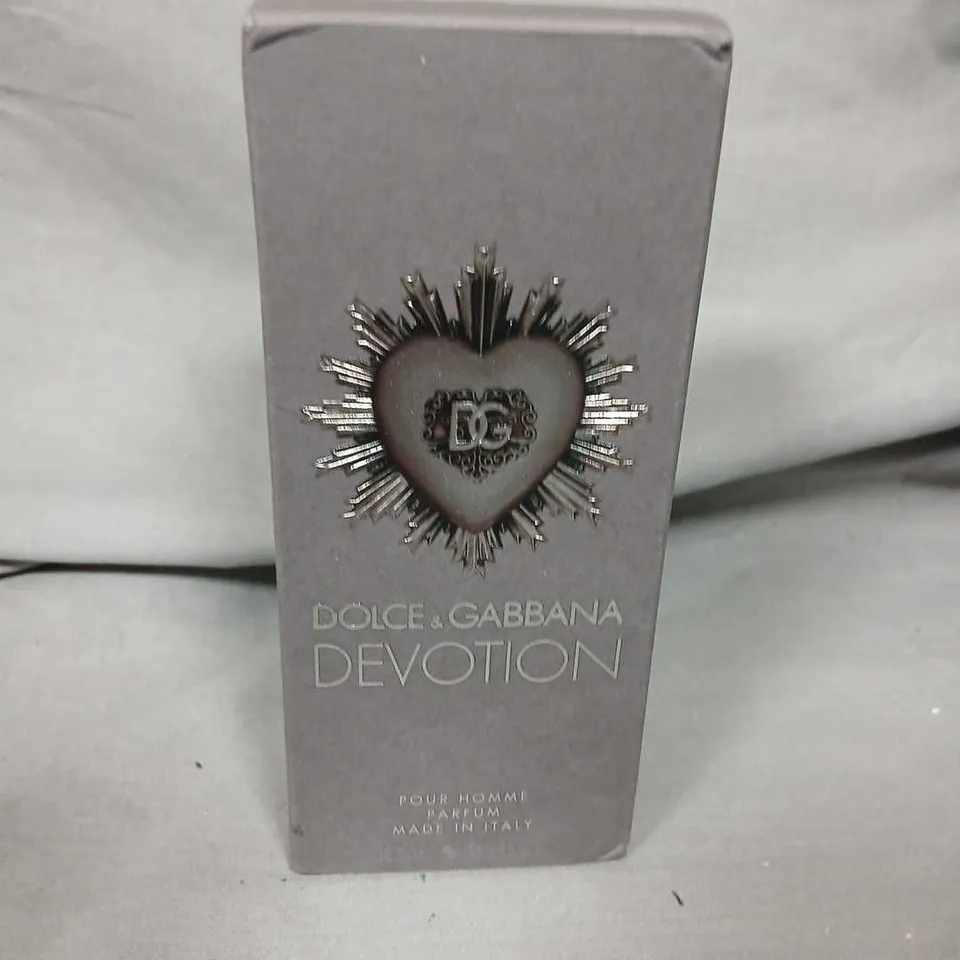 DG
DOLCE & GABBANA
DEVOTION
POUR HOMME
PARFUM
MADE IN ITALY